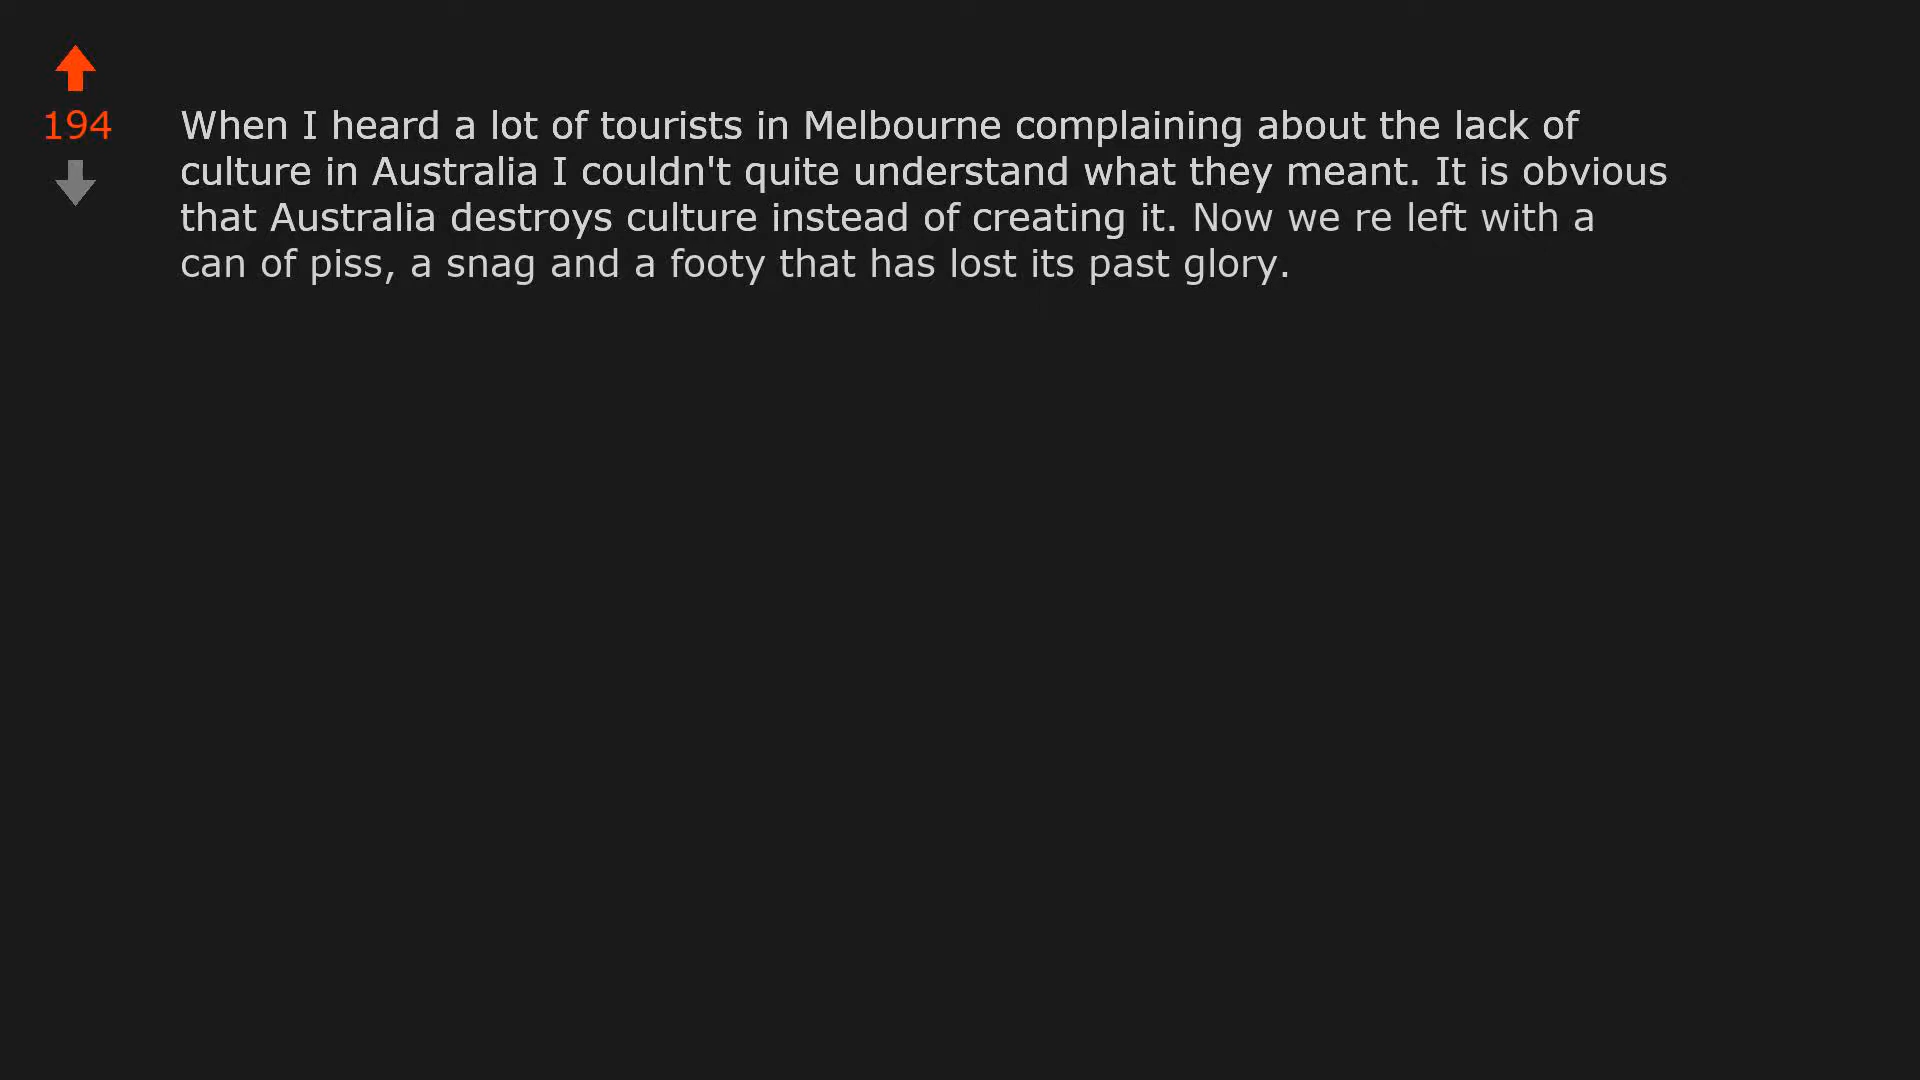 194
When I heard a lot of tourists in Melbourne complaining about the lack of
culture in Australia I couldn't quite understand what they meant. It is obvious
that Australia destroys culture instead of creating it. Now we re left with a
can of piss, a snag and a footy that has lost its past glory.